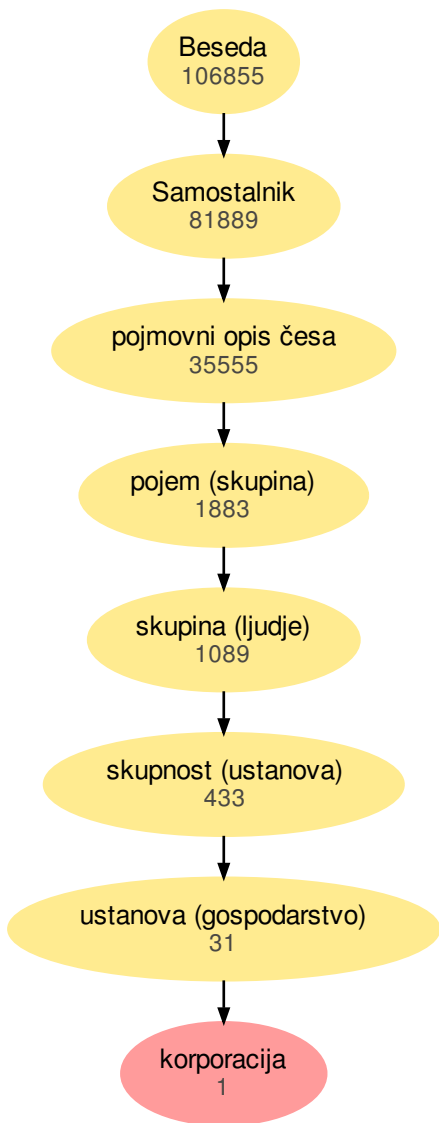 Beseda
106855
Samostalnik
81889
pojmovni opis česa
35555
pojem (skupina)
1883
skupina (ljudje)
1089
skupnost (ustanova)
433
ustanova (gospodarstvo)
31
korporacija
1